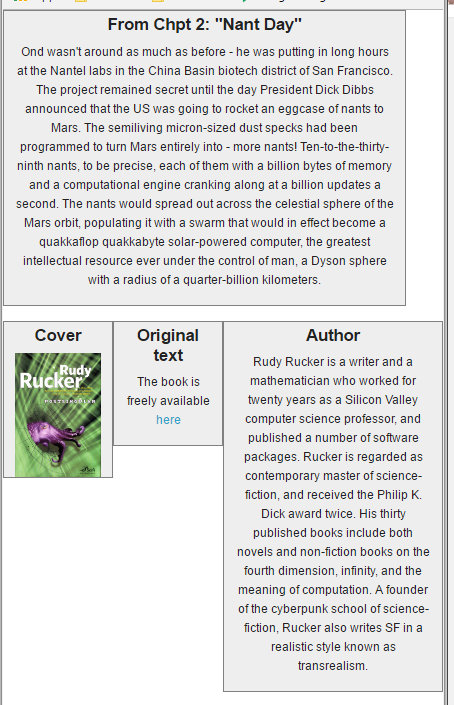 From Chpt 2: "Nant Day"
Ond wasn't around as much as before - he was putting in long hours
at the Nantel labs in the China Basin biotech district of San Francisco.
The project remained secret until the day President Dick Dibbs
announced that the US was going to rocket an eggcase of nants to
Mars. The semiliving micron-sized dust specks had been
programmed to turn Mars entirely into - more nants! Ten-to-the-thirty-
ninth nants, to be precise, each of them with a billion bytes of memory
and a computational engine cranking along at a billion updates a
second. The nants would spread out across the celestial sphere of the
Mars orbit, populating it with a swarm that would in effect become a
quakkaflop quakkabyte solar-powered computer, the greatest
intellectual resource ever under the control of man, a Dyson sphere
with a radius of a quarter-billion kilometers.
Cover
Rudy
Rucker
POSTSINGULAR
Original
text
The book is
freely available
here
Author
Rudy Rucker is a writer and a
mathematician who worked for
twenty years as a Silicon Valley
computer science professor, and
published a number of software
packages. Rucker is regarded as
contemporary master of science-
fiction, and received the Philip K.
Dick award twice. His thirty
published books include both
novels and non-fiction books on the
fourth dimension, infinity, and the
meaning of computation. A founder
of the cyberpunk school of science-
fiction, Rucker also writes SF in a
realistic style known as
transrealism.